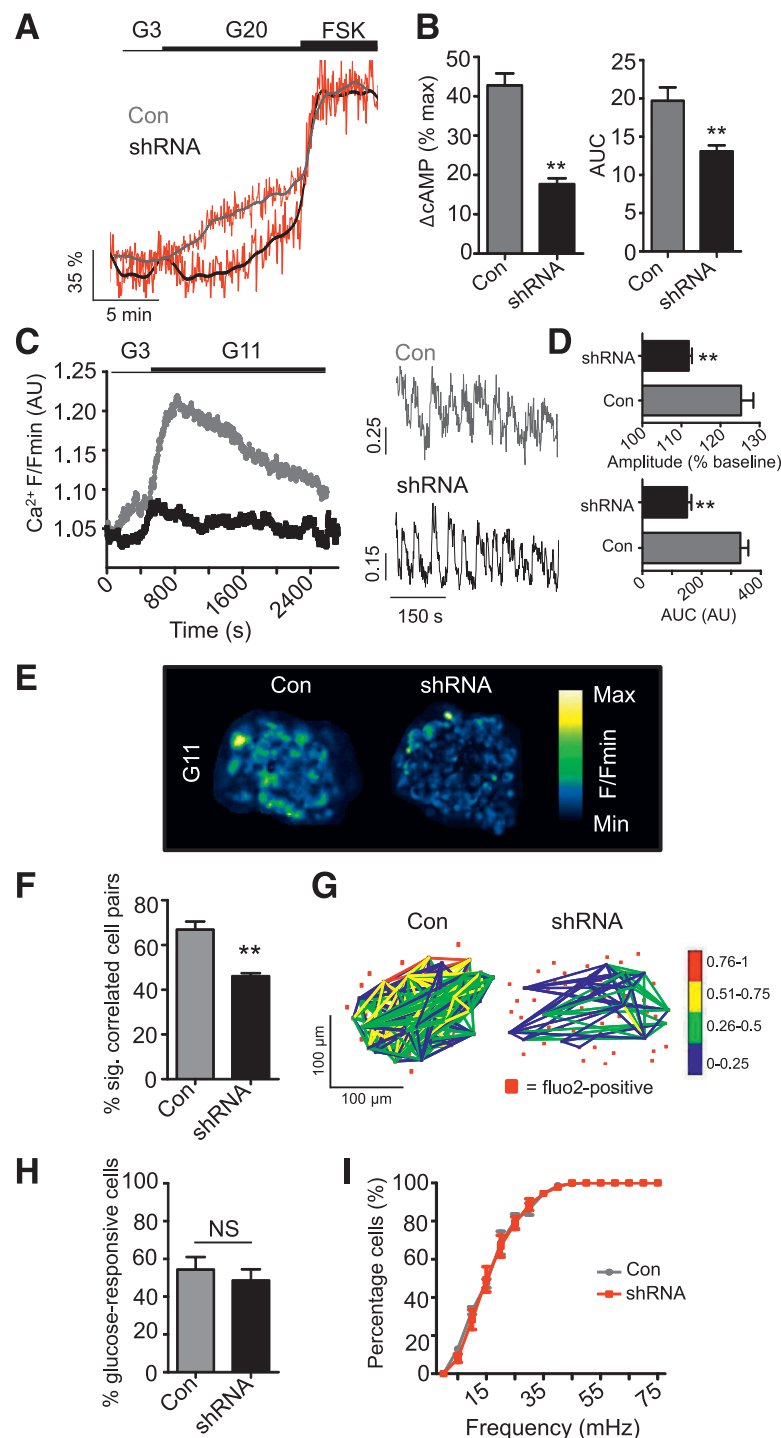 A
G3 G20 FSK
Con
shRNA
35 %
5 min
B
ΔcAMP (% max)
50
40
30
20
10
0
Con
shRNA
**
AUC
25
20
15
10
5
0
Con
shRNA
**
C
G3 G11
Ca²⁺ F/Fmin (AU)
1.25
1.20
1.15
1.10
1.05
0 800 1600 2400
Time (s)
Con
0.25
shRNA
0.15
150 s
D
shRNA
**
Con
100 110 120 130
Amplitude (% baseline)
shRNA
**
Con
0 200 400
AUC (AU)
E
Con shRNA
G11
Max
F/Fmin
Min
F
% sig. correlated cell pairs
80
60
40
20
0
**
Con
shRNA
G
Con shRNA
0.76-1
0.51-0.75
0.26-0.5
0-0.25
100 µm
100 µm
= fluo2-positive
H
% glucose-responsive cells
100
80
60
40
20
0
NS
Con
shRNA
I
Percentage cells (%)
100
80
60
40
20
0
Con
shRNA
15 35 55 75
Frequency (mHz)